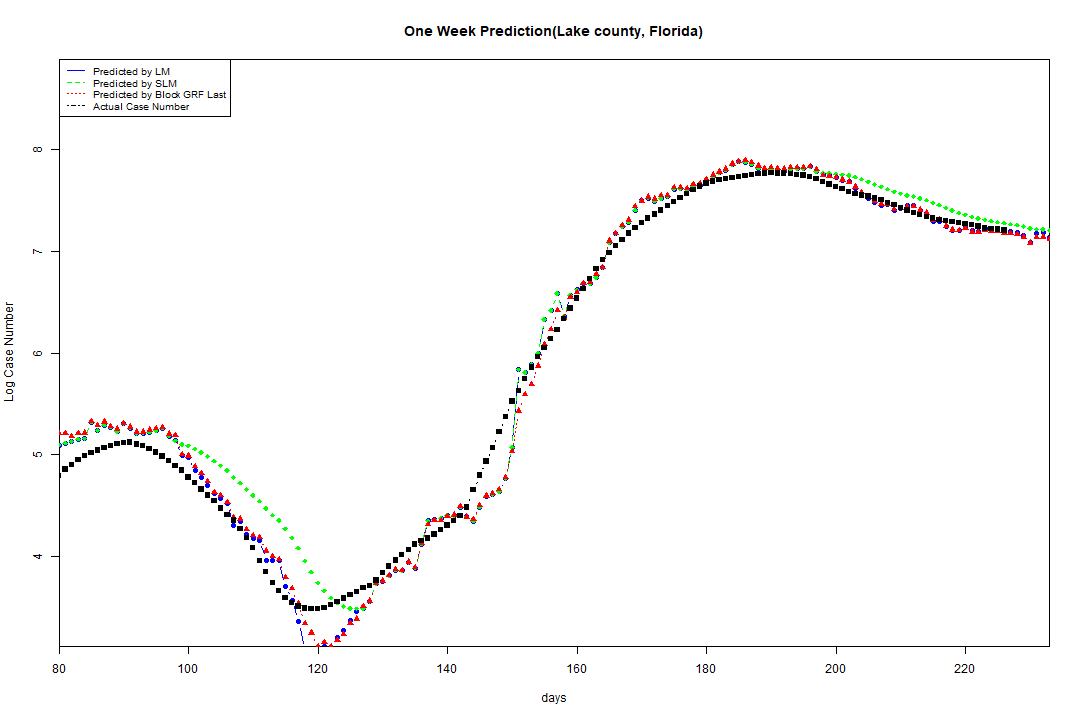 One Week Prediction(Lake county, Florida)
Predicted by LM
Predicted by SLM
Predicted by Block GRF Last
Actual Case Number
8
7
6
5
4
Log Case Number
80 100 120 140 160 180 200 220
days